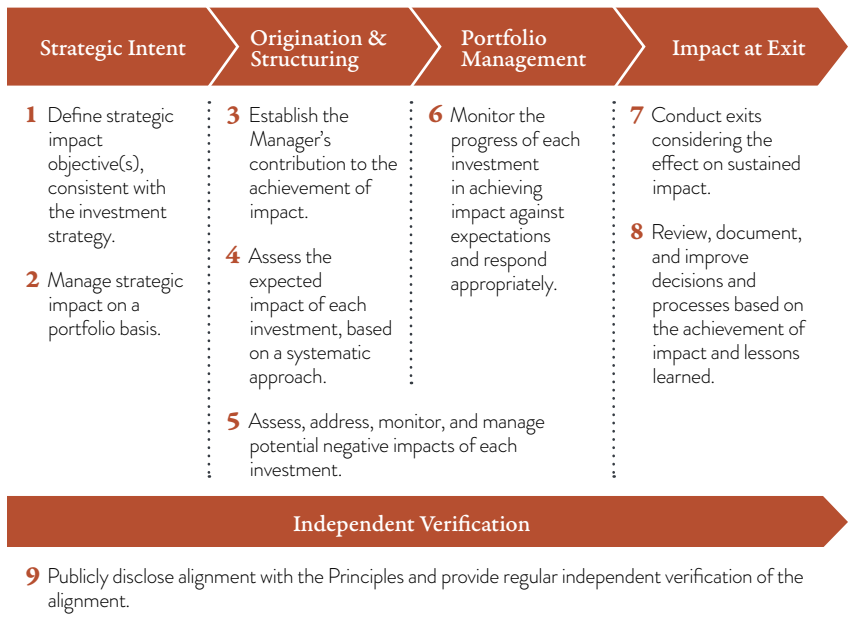 Strategic Intent
Origination &
Structuring
Portfolio
Management
Impact at Exit
1 Define strategic
impact
objective(s),
consistent with
the investment
strategy.
2 Manage strategic
impact on a
portfolio basis.
3 Establish the
Manager’s
contribution to the
achievement of
impact.
4 Assess the
expected
impact of each
investment, based
on a systematic
approach.
5 Assess, address, monitor, and manage
potential negative impacts of each
investment.
6 Monitor the
progress of each
investment
in achieving
impact against
expectations
and respond
appropriately.
7 Conduct exits
considering the
effect on sustained
impact.
8 Review, document,
and improve
decisions and
processes based on
the achievement of
impact and lessons
learned.
Independent Verification
9 Publicly disclose alignment with the Principles and provide regular independent verification of the
alignment.